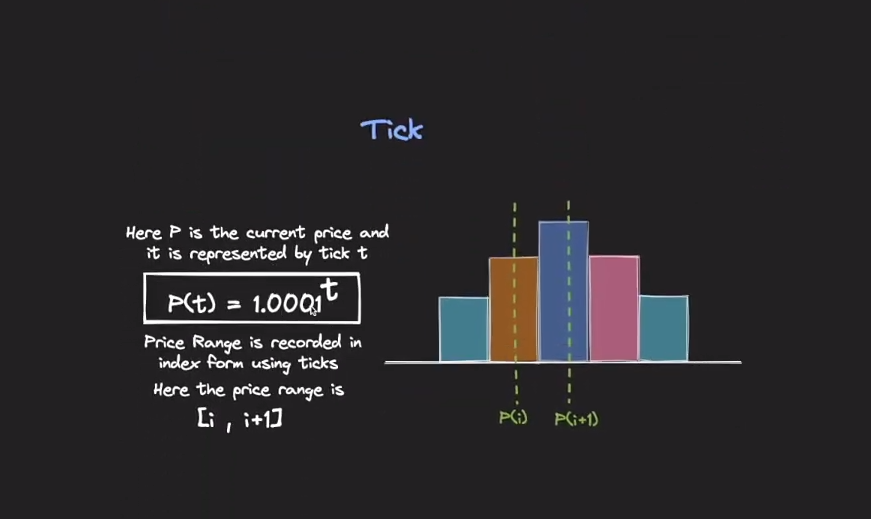 Tick
Here P is the current price and
it is represented by tick t
P(t) = 1.0001^t
Price Range is recorded in
index form using ticks
Here the price range is
[i , i+1]
P(i)
P(i+1)